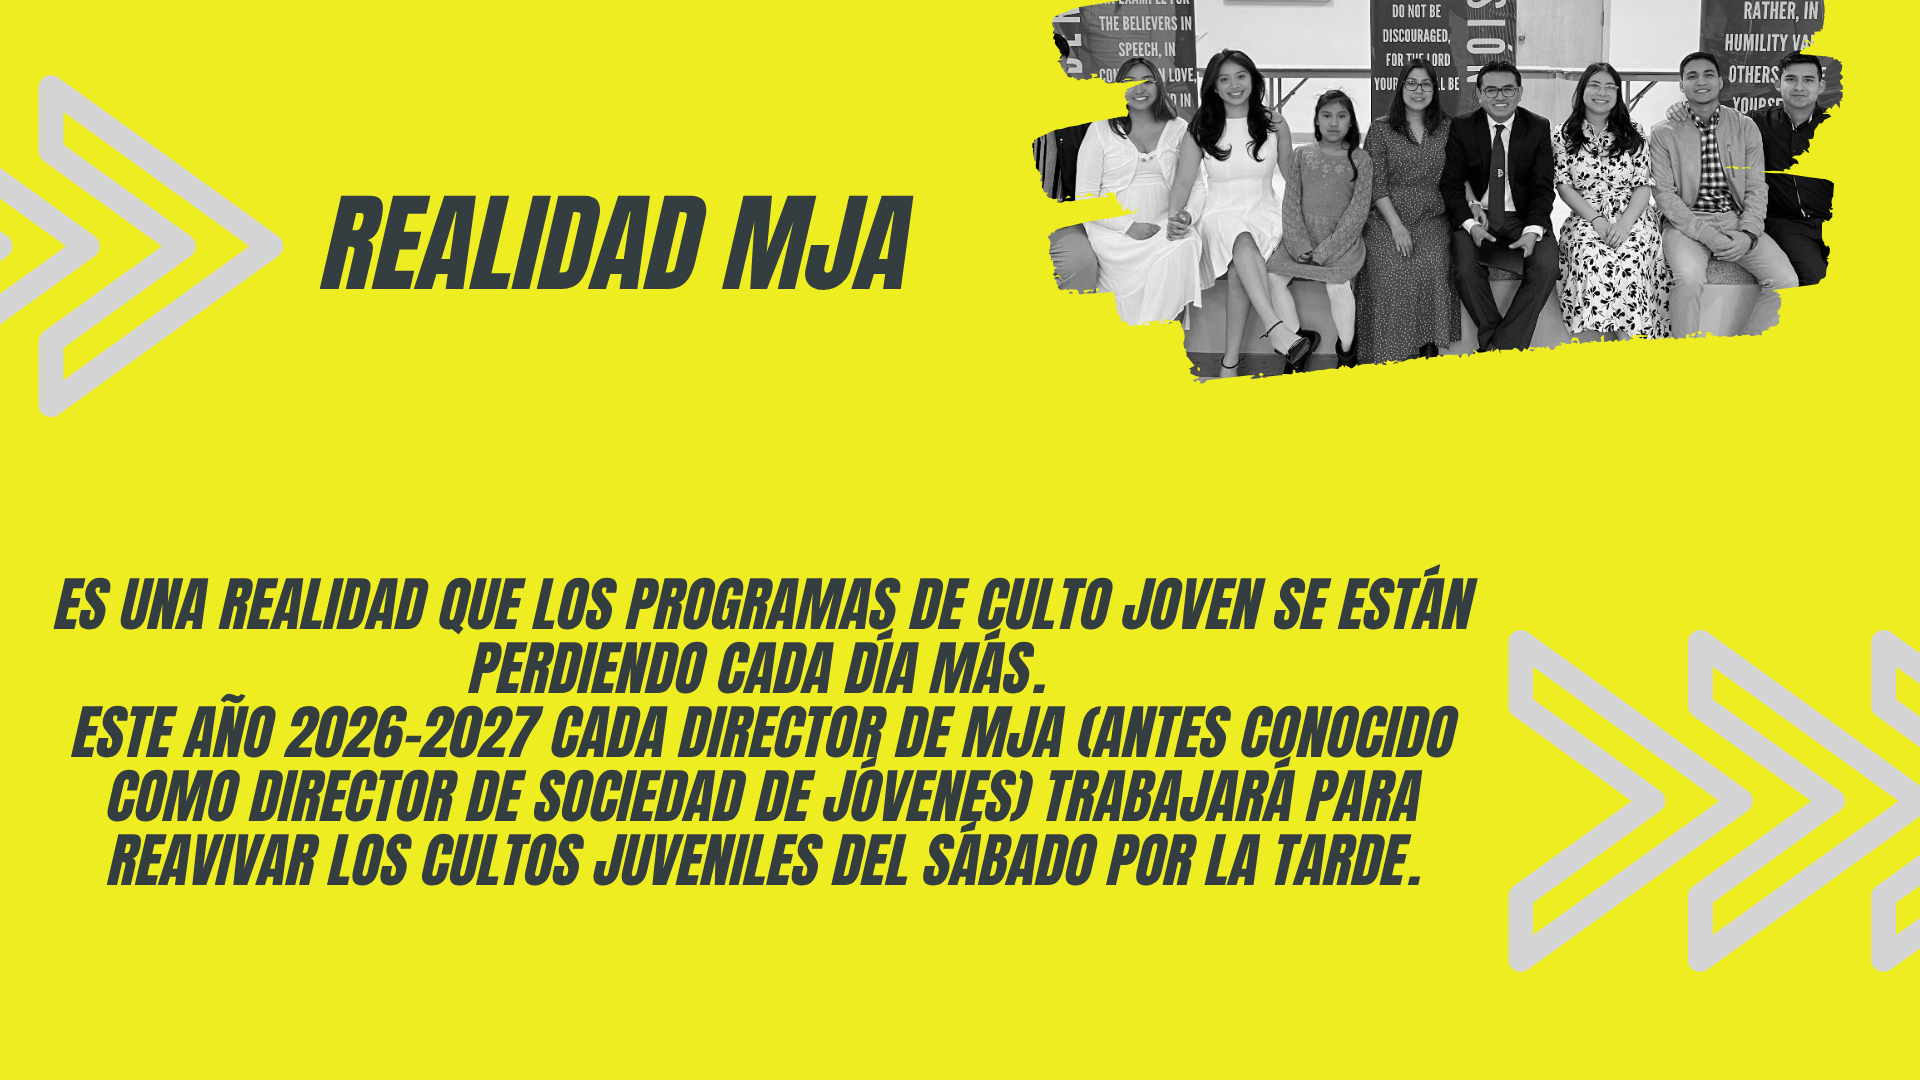 THE BELIEVERS IN
SPEECH, IN
LOVE,
IN
DO NOT BE
DISCOURAGED,
FOR THE LORD
BE
RATHER, IN
HUMILITY
OTHERS
REALIDAD MJA
ES UNA REALIDAD QUE LOS PROGRAMAS DE CULTO JOVEN SE ESTÁN
PERDIENDO CADA DÍA MÁS.
ESTE AÑO 2026-2027 CADA DIRECTOR DE MJA (ANTES CONOCIDO
COMO DIRECTOR DE SOCIEDAD DE JÓVENES) TRABAJARÁ PARA
REAVIVAR LOS CULTOS JUVENILES DEL SÁBADO POR LA TARDE.